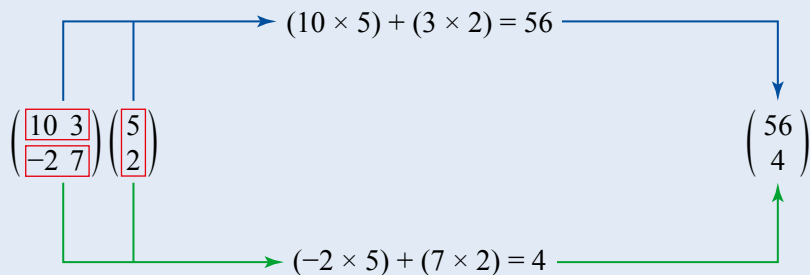 (10 × 5) + (3 × 2) = 56
(10 3) (5) (56)
(−2 7) (2) (4)
(−2 × 5) + (7 × 2) = 4